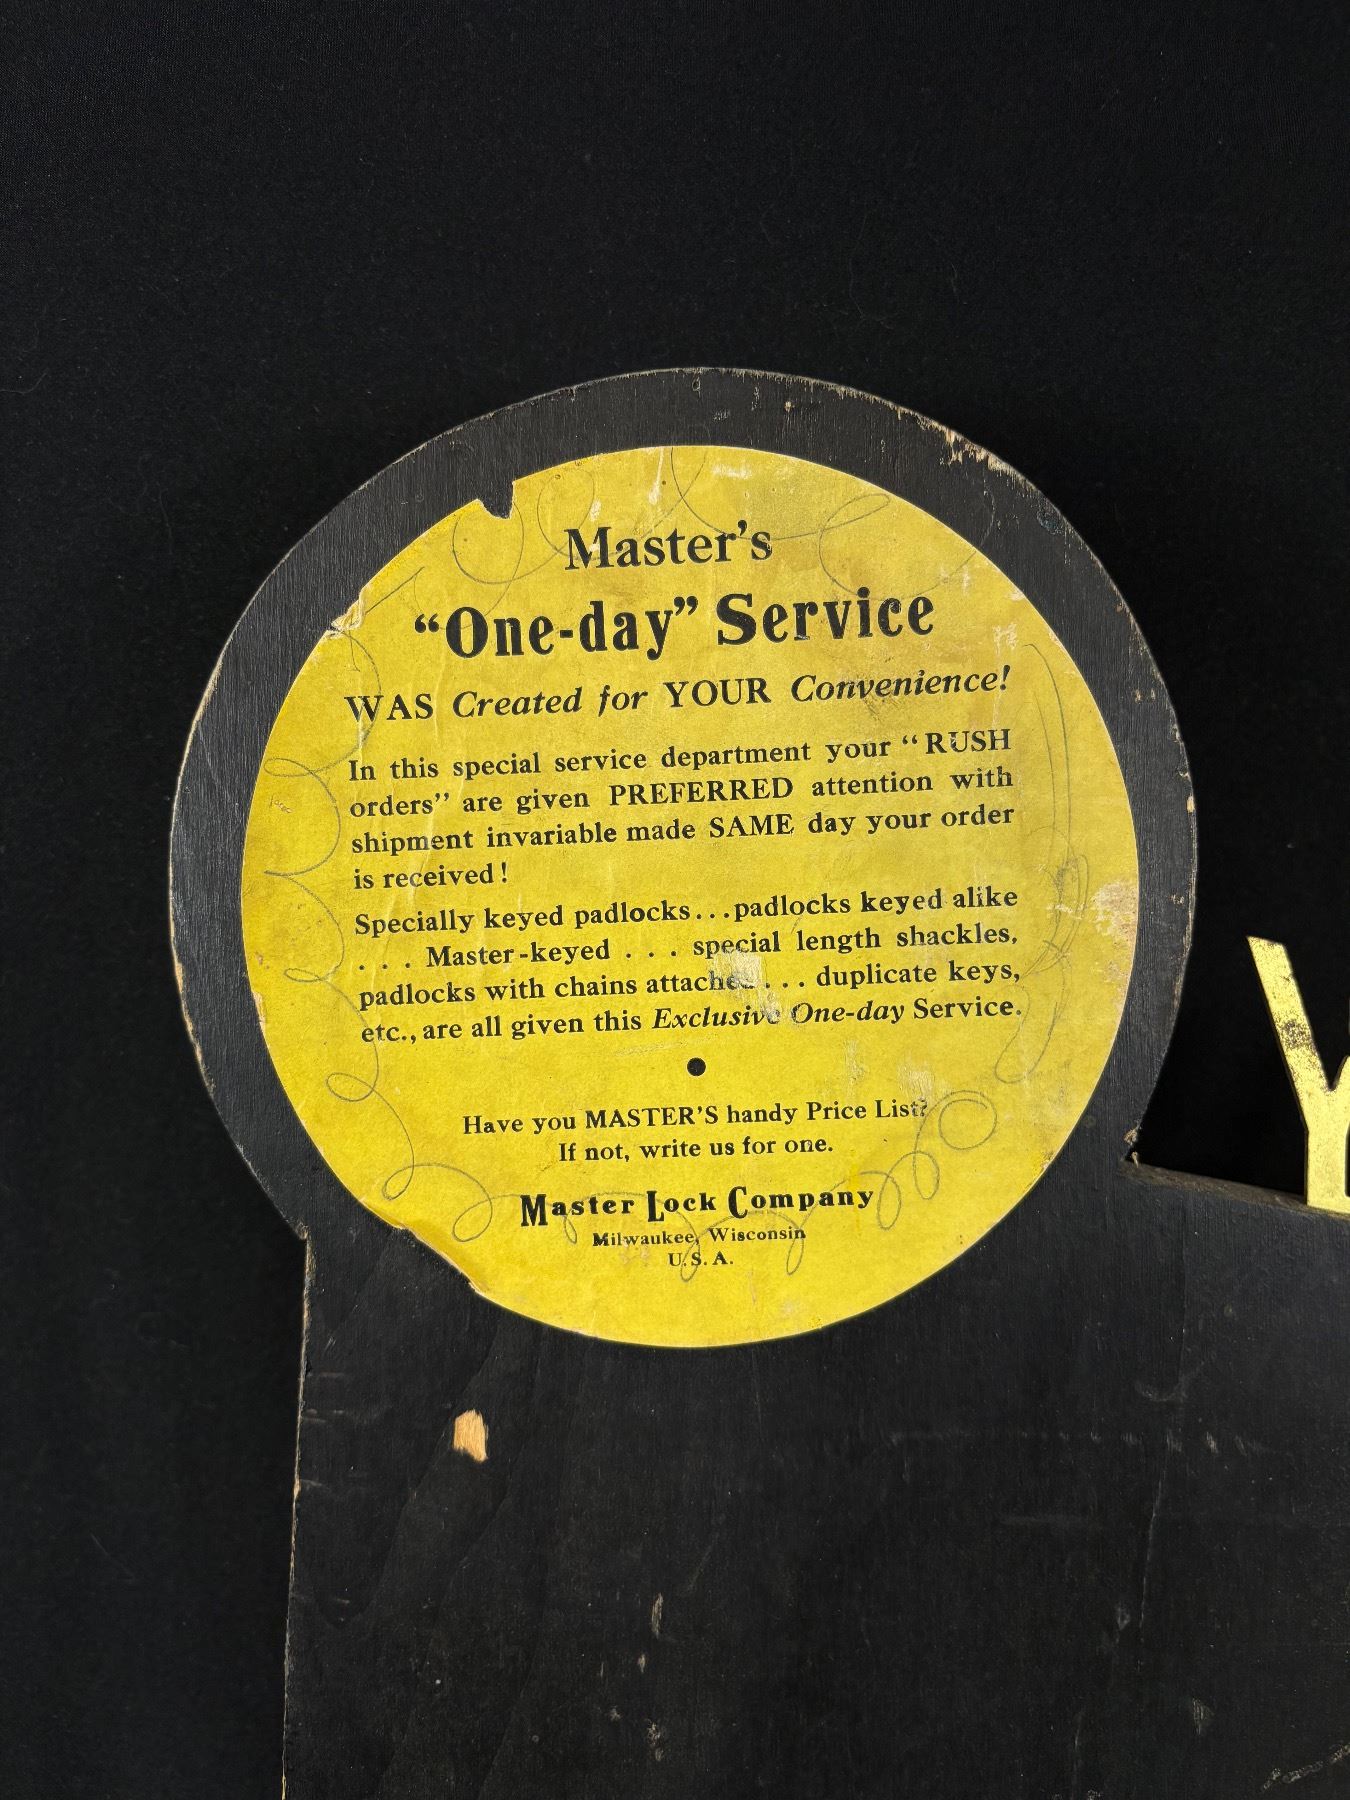 Master's
“One-day” Service
WAS Created for YOUR Convenience!
In this special service department your “RUSH
orders” are given PREFERRED attention with
shipment invariable made SAME day your order
is received!
Specially keyed padlocks...padlocks keyed alike
... Master-keyed ... special length shackles,
padlocks with chains attached ... duplicate keys,
etc., are all given this Exclusive One-day Service.
Have you MASTER'S handy Price List?
If not, write us for one.
Master Lock Company
Milwaukee, Wisconsin
U.S.A.